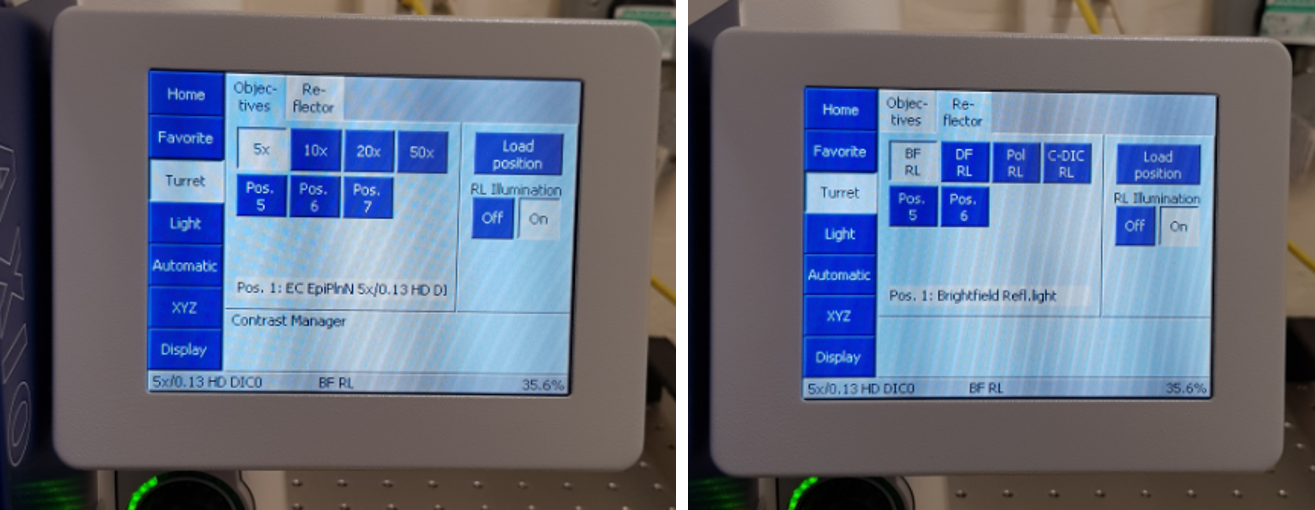 Home
Favorite
Turret
Light
Automatic
XYZ
Display
Objec-
tives
Re-
flector
5x
10x
20x
50x
Pos.
5
Pos.
6
Pos.
7
Load
position
RL Illumination
Off
On
Pos. 1: EC EpiPlnN 5x/0.13 HD DI
Contrast Manager
5x/0.13 HD DIC0
BF RL
35.6%
Home
Favorite
Turret
Light
Automatic
XYZ
Display
Objec-
tives
Re-
flector
BF
RL
DF
RL
Pol
RL
C-DIC
RL
Pos.
5
Pos.
6
Load
position
RL Illumination
Off
On
Pos. 1: Brightfield Refl.light
5x/0.13 HD DIC0
BF RL
35.6%